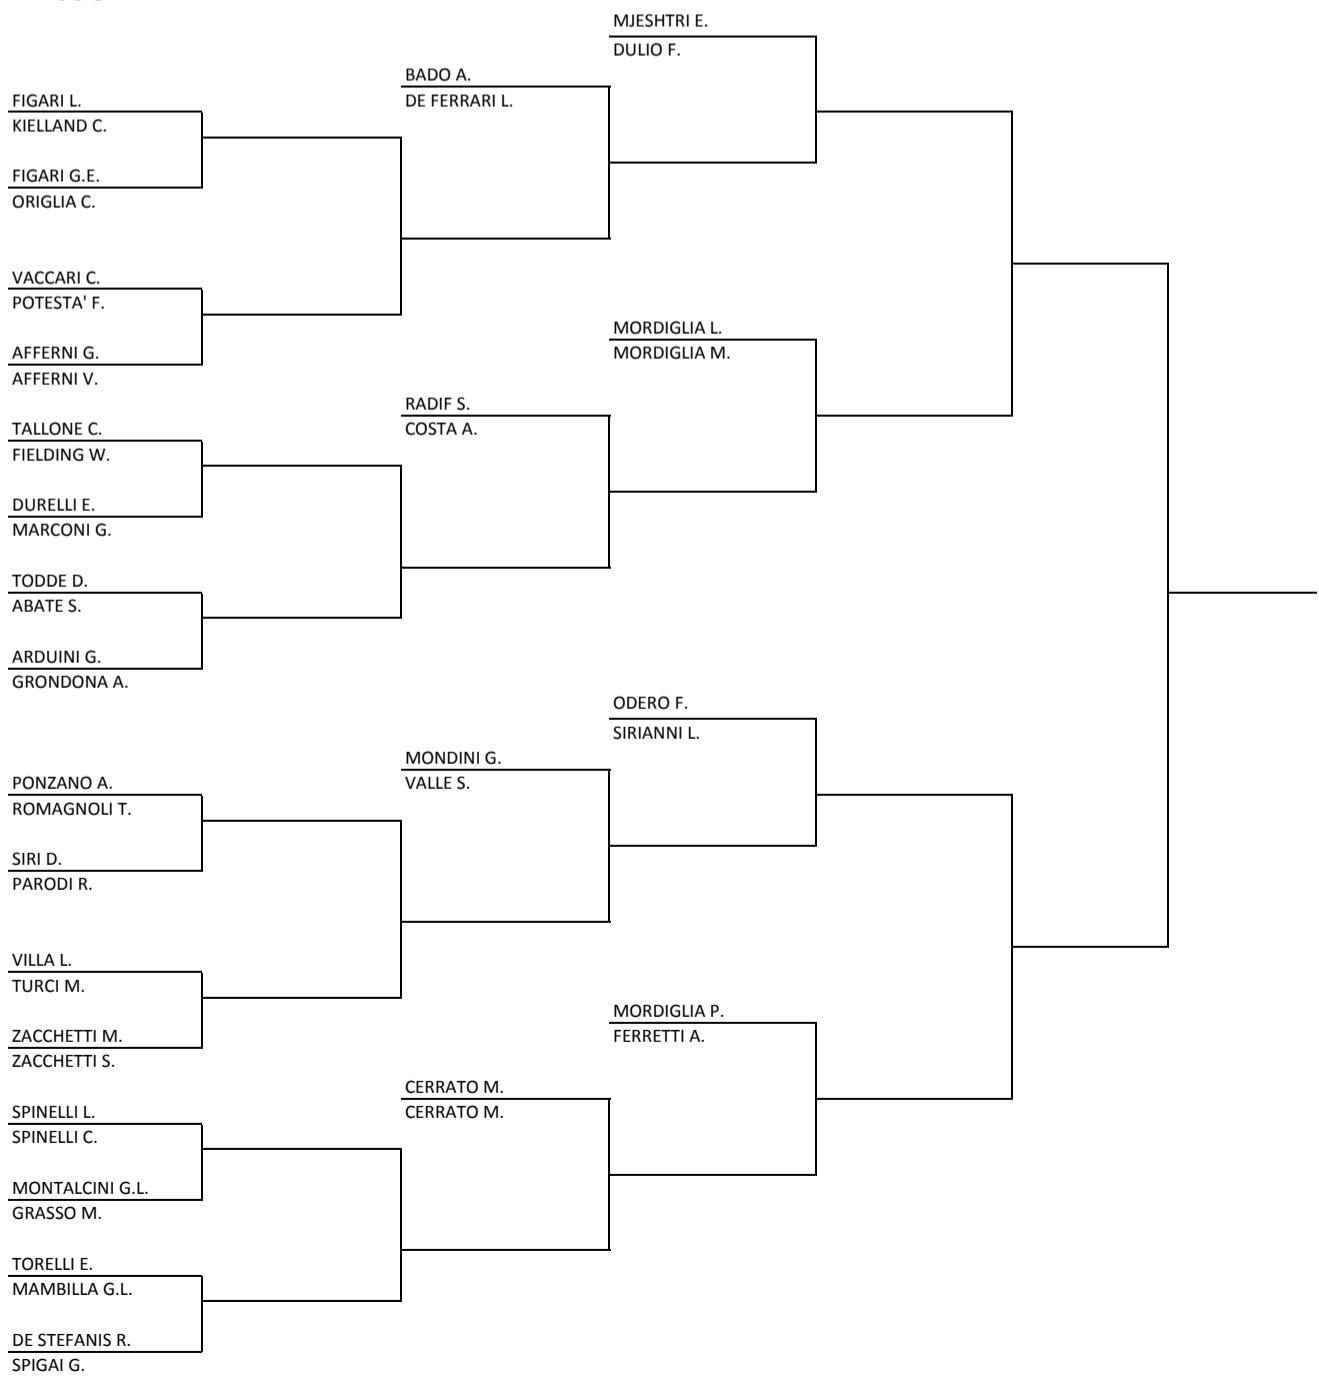 MJESHTRI E.
DULIO F.
BADO A.
DE FERRARI L.
FIGARI L.
KIELLAND C.
FIGARI G.E.
ORIGLIA C.
VACCARI C.
POTESTA' F.
MORDIGLIA L.
MORDIGLIA M.
AFFERNI G.
AFFERNI V.
RADIF S.
COSTA A.
TALLONE C.
FIELDING W.
DURELLI E.
MARCONI G.
TODDE D.
ABATE S.
ARDUINI G.
GRONDONA A.
ODERO F.
SIRIANNI L.
MONDINI G.
VALLE S.
PONZANO A.
ROMAGNOLI T.
SIRI D.
PARODI R.
VILLA L.
TURCI M.
MORDIGLIA P.
FERRETTI A.
ZACCHETTI M.
ZACCHETTI S.
CERRATO M.
CERRATO M.
SPINELLI L.
SPINELLI C.
MONTALCINI G.L.
GRASSO M.
TORELLI E.
MAMBILLA G.L.
DE STEFANIS R.
SPIGAI G.